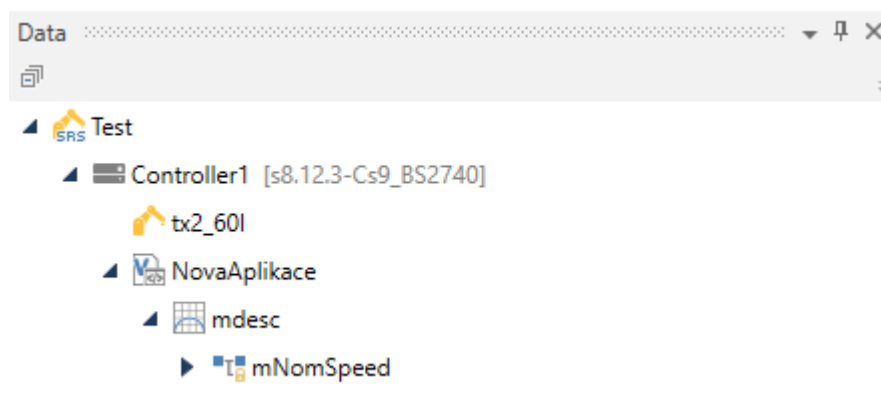 Data
SRS Test
Controller1 [s8.12.3-Cs9_BS2740]
tx2_60l
NovaAplikace
mdesc
mNomSpeed